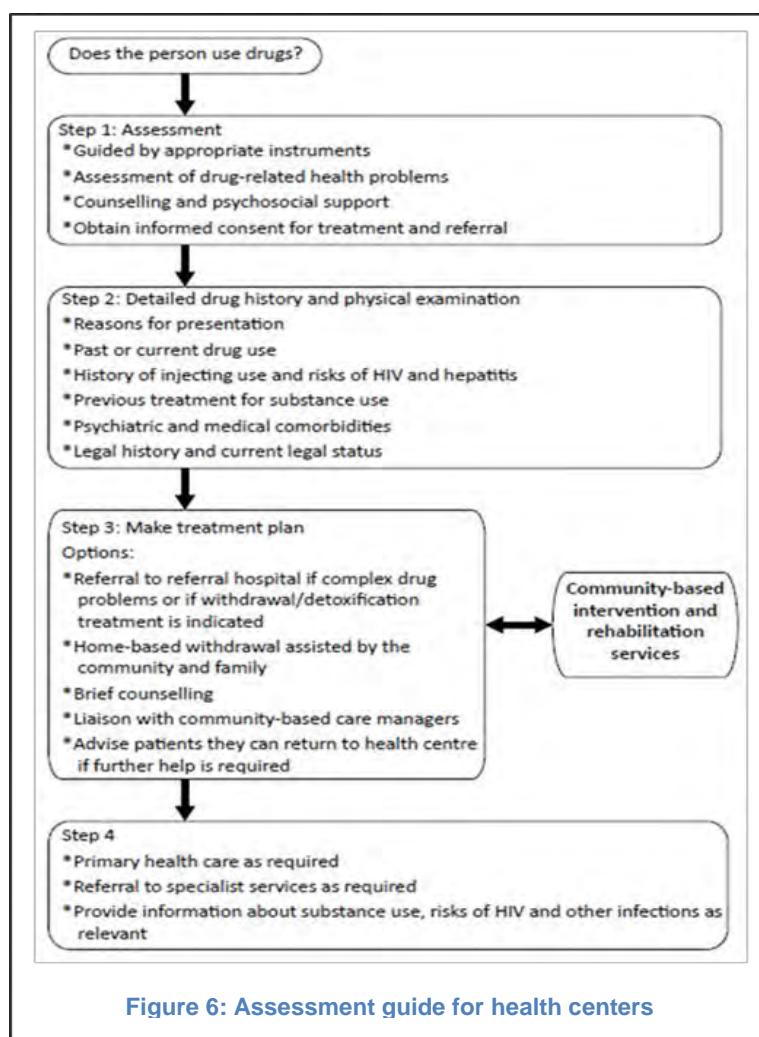 Does the person use drugs?
Step 1: Assessment
*Guided by appropriate instruments
*Assessment of drug-related health problems
*Counselling and psychosocial support
*Obtain informed consent for treatment and referral
Step 2: Detailed drug history and physical examination
*Reasons for presentation
*Past or current drug use
*History of injecting use and risks of HIV and hepatitis
*Previous treatment for substance use
*Psychiatric and medical comorbidities
*Legal history and current legal status
Step 3: Make treatment plan
Options:
*Referral to referral hospital if complex drug
problems or if withdrawal/detoxification
treatment is indicated
*Home-based withdrawal assisted by the
community and family
*Brief counselling
*Liaison with community-based care managers
*Advise patients they can return to health centre
if further help is required
Community-based
intervention and
rehabilitation
services
Step 4
*Primary health care as required
*Referral to specialist services as required
*Provide information about substance use, risks of HIV and other infections as
relevant
Figure 6: Assessment guide for health centers